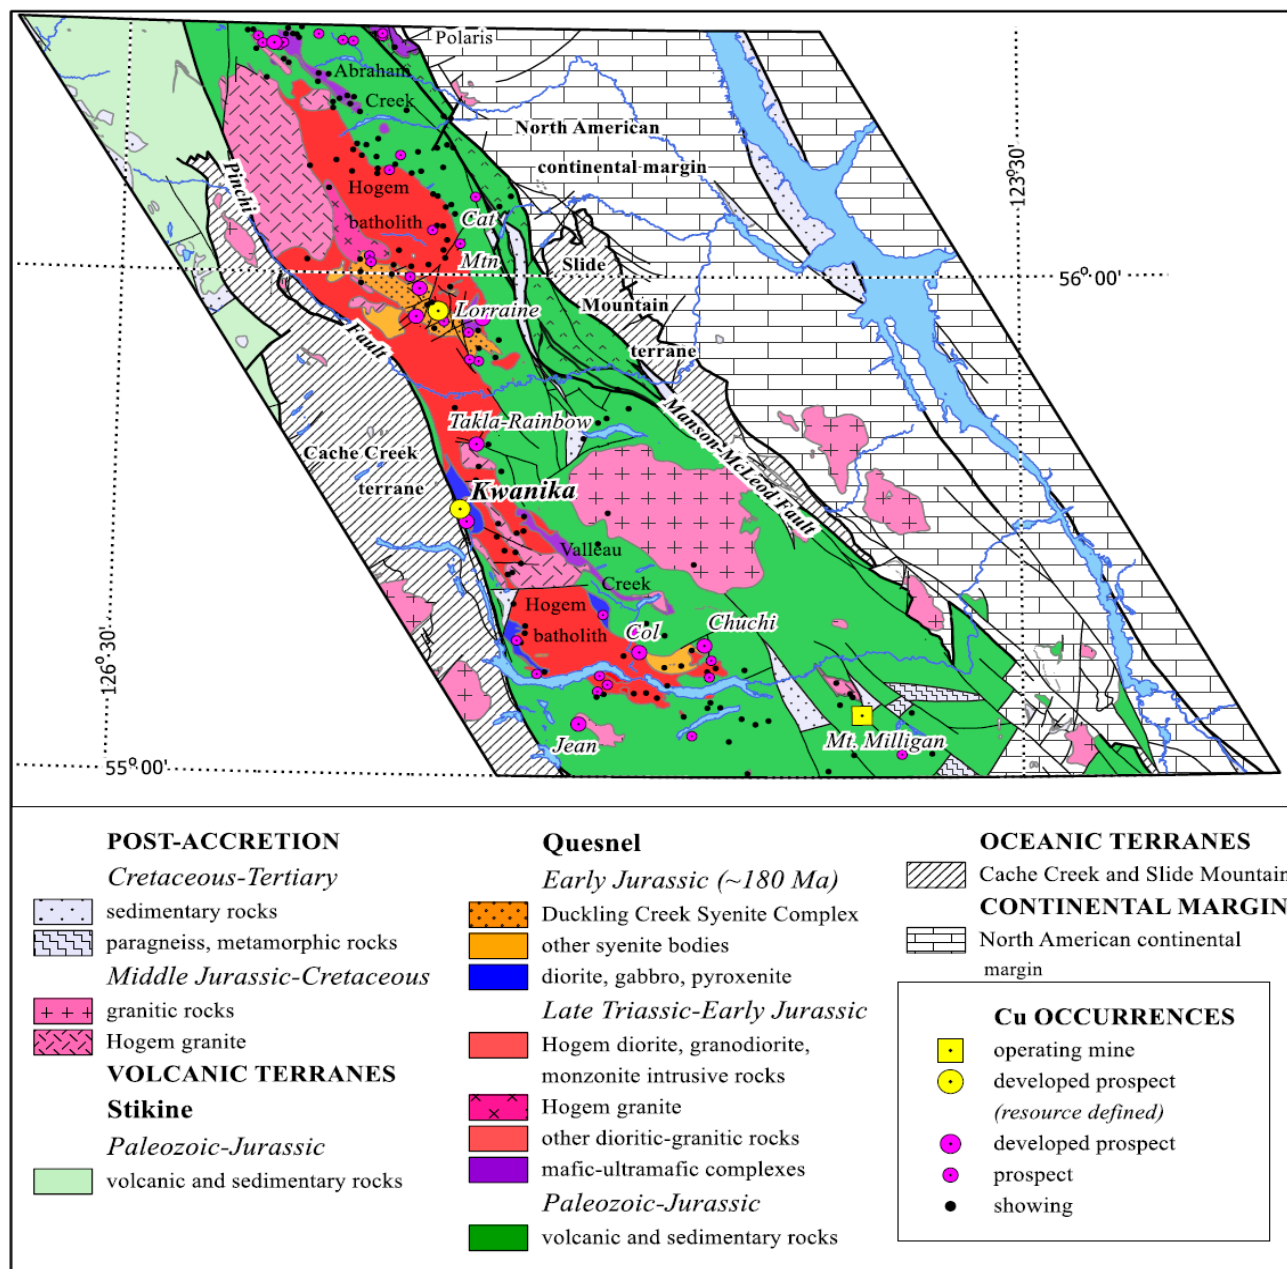 Polaris
Abraham
Creek
North American
continental margin
Pinchi
Hogem
batholith
Cat
Mtn
123° 30'
56° 00'
Slide
Mountain
terrane
Lorraine
Fault
Takla-Rainbow
Manson-McLeod Fault
Cache Creek
terrane
Kwanika
Valleau
Creek
Hogem
batholith
Col
Chuchi
126° 30'
Jean
Mt. Milligan
55° 00'
POST-ACCRETION
Cretaceous-Tertiary
sedimentary rocks
paragneiss, metamorphic rocks
Middle Jurassic-Cretaceous
granitic rocks
Hogem granite
VOLCANIC TERRANES
Stikine
Paleozoic-Jurassic
volcanic and sedimentary rocks
Quesnel
Early Jurassic (~180 Ma)
Duckling Creek Syenite Complex
other syenite bodies
diorite, gabbro, pyroxenite
Late Triassic-Early Jurassic
Hogem diorite, granodiorite,
monzonite intrusive rocks
Hogem granite
other dioritic-granitic rocks
mafic-ultramafic complexes
Paleozoic-Jurassic
volcanic and sedimentary rocks
OCEANIC TERRANES
Cache Creek and Slide Mountain
CONTINENTAL MARGIN
North American continental
margin
Cu OCCURRENCES
operating mine
developed prospect
(resource defined)
developed prospect
prospect
showing